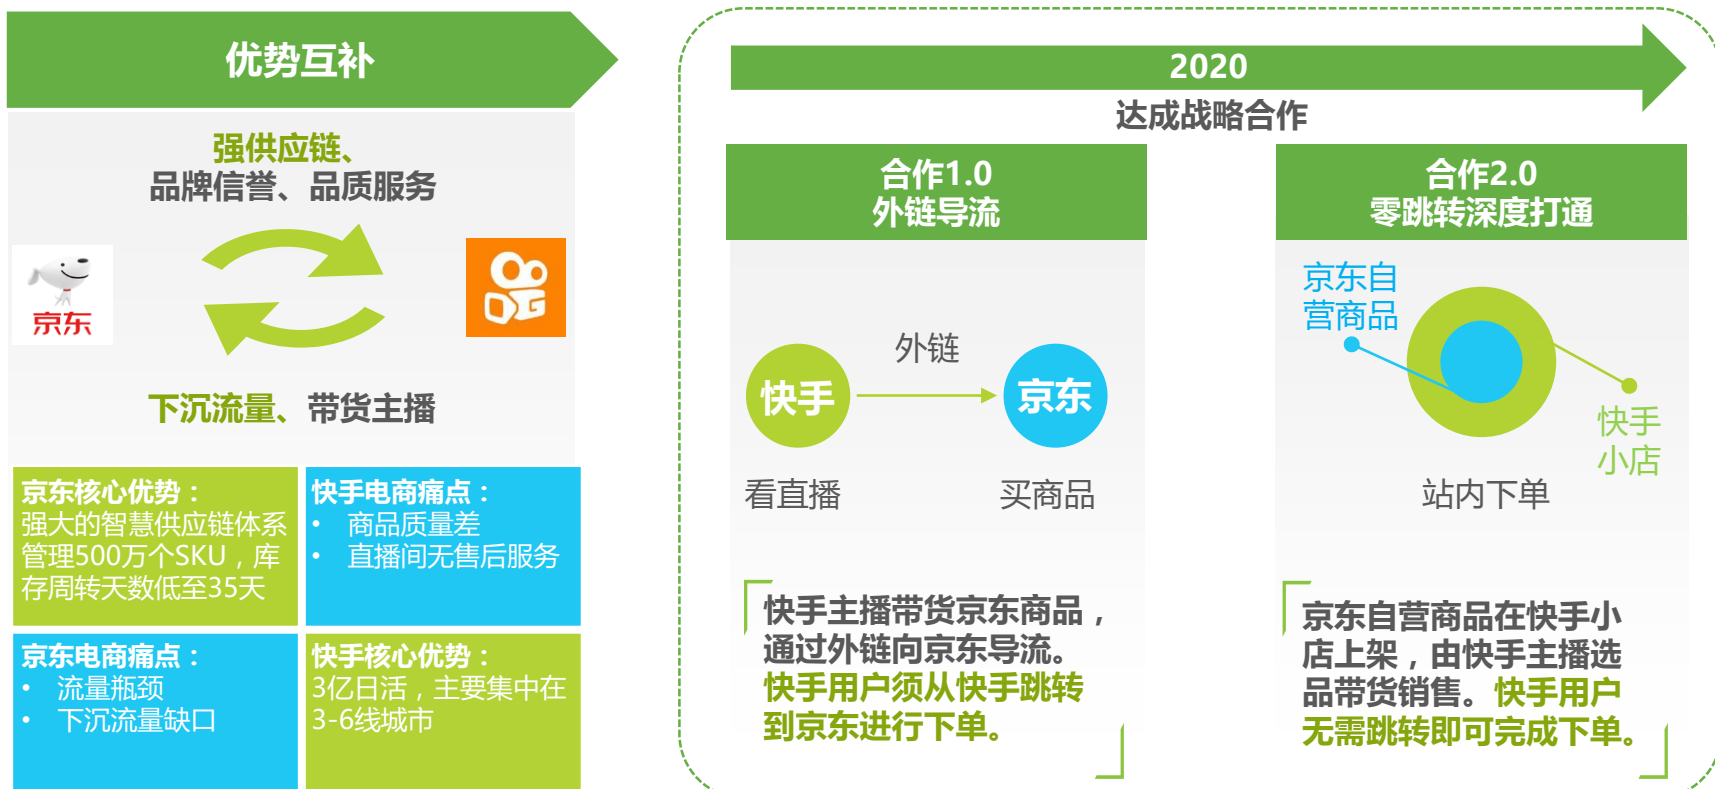 优势互补
强供应链、
品牌信誉、品质服务
京东
下沉流量、带货主播
京东核心优势：
强大的智慧供应链体系
管理500万个SKU，库
存周转天数低至35天
快手电商痛点：
• 商品质量差
• 直播间无售后服务
京东电商痛点：
• 流量瓶颈
• 下沉流量缺口
快手核心优势：
3亿日活，主要集中在
3-6线城市
2020
达成战略合作
合作1.0
外链导流
快手
外链
京东
看直播
买商品
快手主播带货京东商品，
通过外链向京东导流。
快手用户须从快手跳转
到京东进行下单。
合作2.0
零跳转深度打通
京东自
营商品
快手
小店
站内下单
京东自营商品在快手小
店上架，由快手主播选
品带货销售。快手用户
无需跳转即可完成下单。